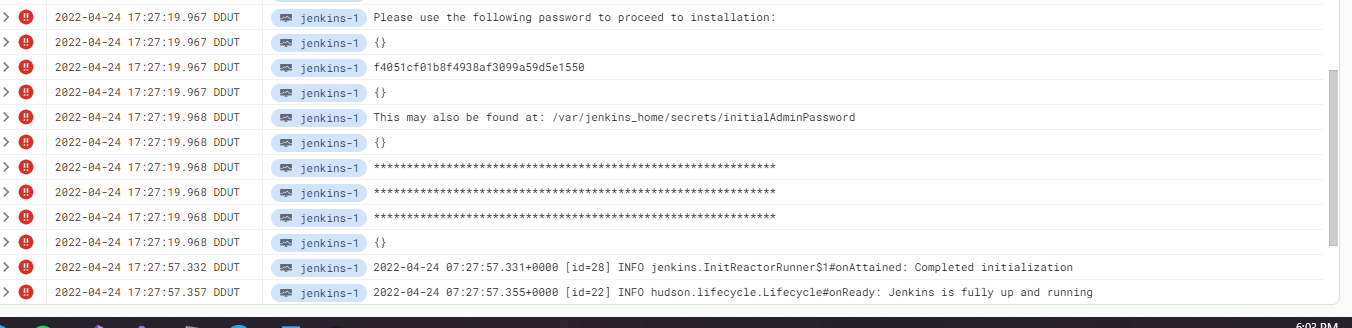 2022-04-24 17:27:19.967 DDUT jenkins-1 Please use the following password to proceed to installation:
2022-04-24 17:27:19.967 DDUT jenkins-1 {}
2022-04-24 17:27:19.967 DDUT jenkins-1 f4051cf01b8f4938af3099a59d5e1550
2022-04-24 17:27:19.967 DDUT jenkins-1 {}
2022-04-24 17:27:19.968 DDUT jenkins-1 This may also be found at: /var/jenkins_home/secrets/initialAdminPassword
2022-04-24 17:27:19.968 DDUT jenkins-1 {}
2022-04-24 17:27:19.968 DDUT jenkins-1 *************************************************************
2022-04-24 17:27:19.968 DDUT jenkins-1 *************************************************************
2022-04-24 17:27:19.968 DDUT jenkins-1 *************************************************************
2022-04-24 17:27:19.968 DDUT jenkins-1 {}
2022-04-24 17:27:57.332 DDUT jenkins-1 2022-04-24 07:27:57.331+0000 [id=28] INFO jenkins.InitReactorRunner$1#onAttained: Completed initialization
2022-04-24 17:27:57.357 DDUT jenkins-1 2022-04-24 07:27:57.355+0000 [id=22] INFO hudson.lifecycle.Lifecycle#onReady: Jenkins is fully up and running
6:03 PM